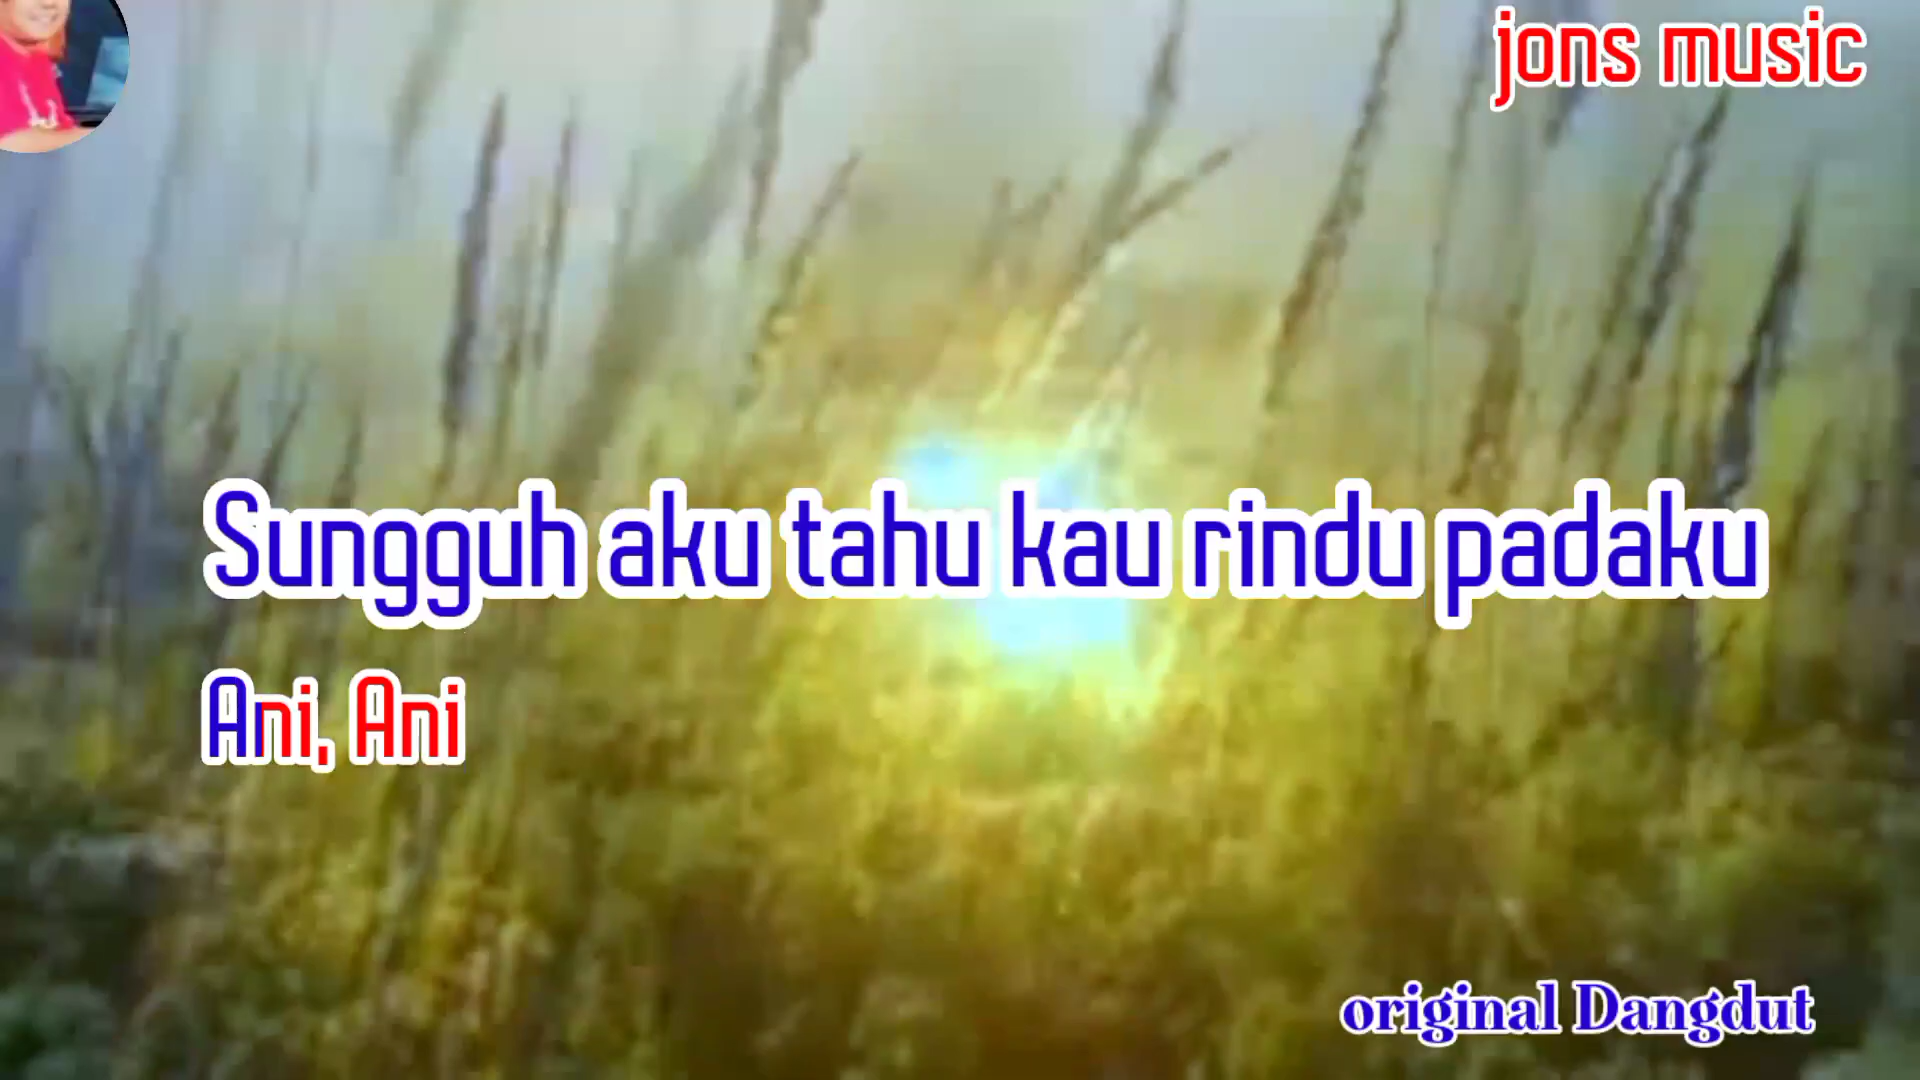 jons music
Sungguh aku tahu kau rindu padaku
Ani, Ani
original Dangdut